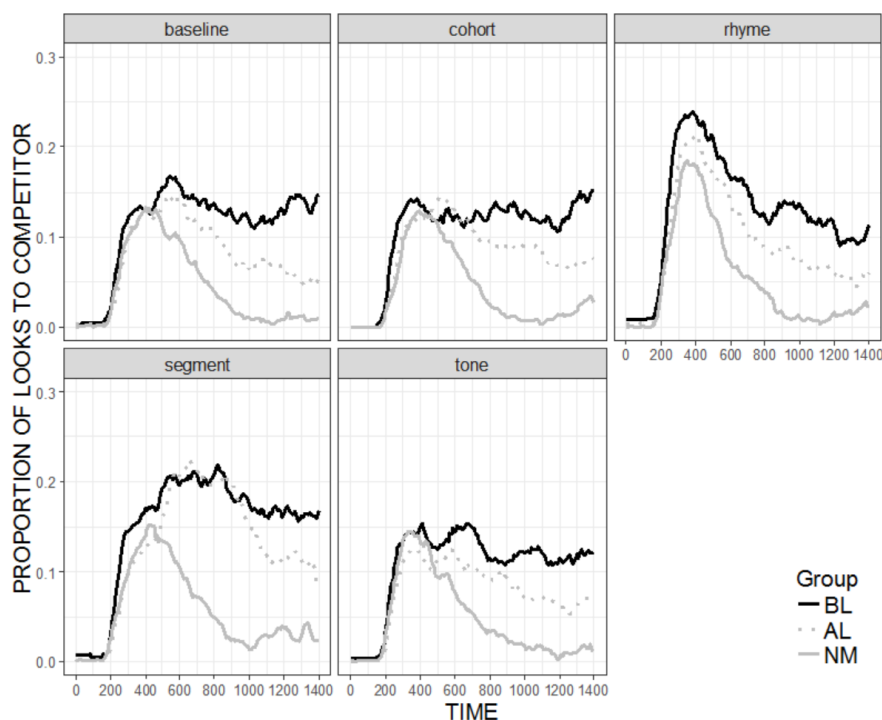 baseline
cohort
rhyme
0.3
0.2
0.1
0.0
0 200 400 600 800 1000 1200 1400
segment
tone
0.3
0.2
0.1
0.0
0 200 400 600 800 1000 1200 1400
0 200 400 600 800 1000 1200 1400
PROPORTION OF LOOKS TO COMPETITOR
TIME
Group
BL
AL
NM